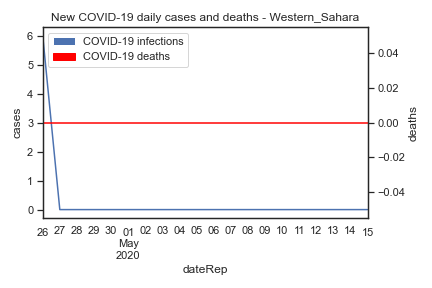 New COVID-19 daily cases and deaths - Western_Sahara
COVID-19 infections
COVID-19 deaths
cases
6
5
4
3
2
1
0
0.04
0.02
0.00
−0.02
−0.04
deaths
26 27 28 29 30 01 02 03 04 05 06 07 08 09 10 11 12 13 14 15
May
2020
dateRep